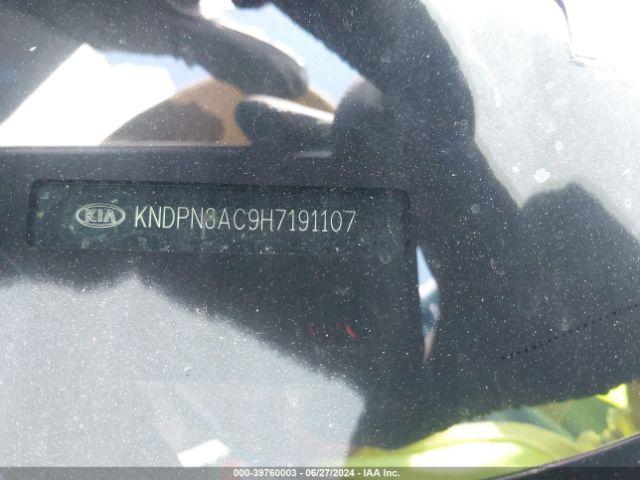 KIA KNDPN3AC9H7191107
000-39760003 - 06/27/2024 - IAA Inc.